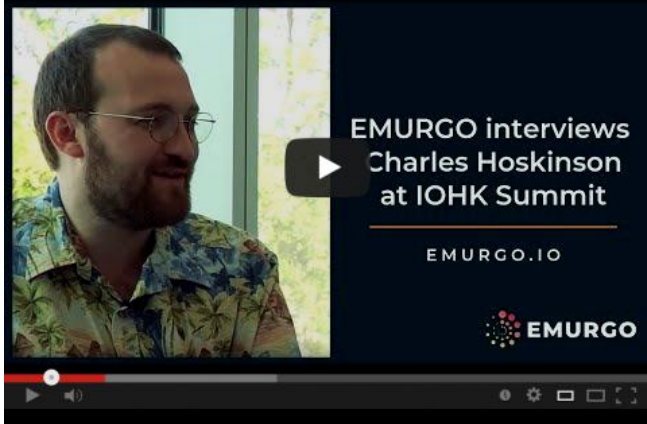 EMURGO interviews
Charles Hoskinson
at IOHK Summit
EMURGO.IO
EMURGO